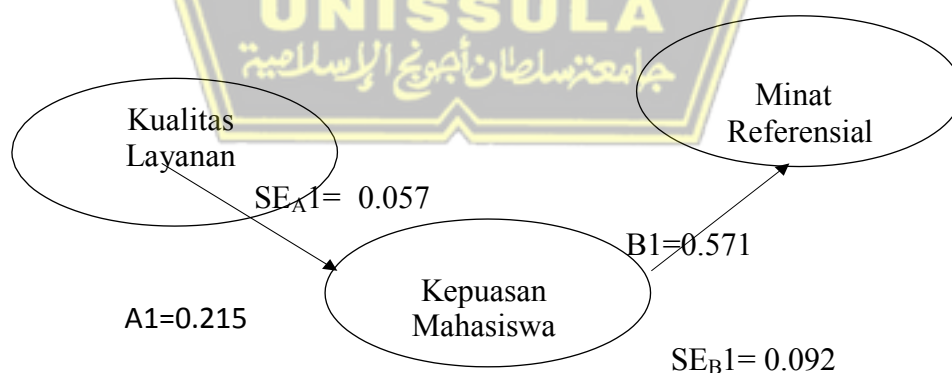 UNISSULA
جامعتسلطان أجونج الإسلامية
Kualitas
Layanan
Minat
Referensial
SEA1= 0.057
B1=0.571
Kepuasan
Mahasiswa
A1=0.215
SEB1= 0.092